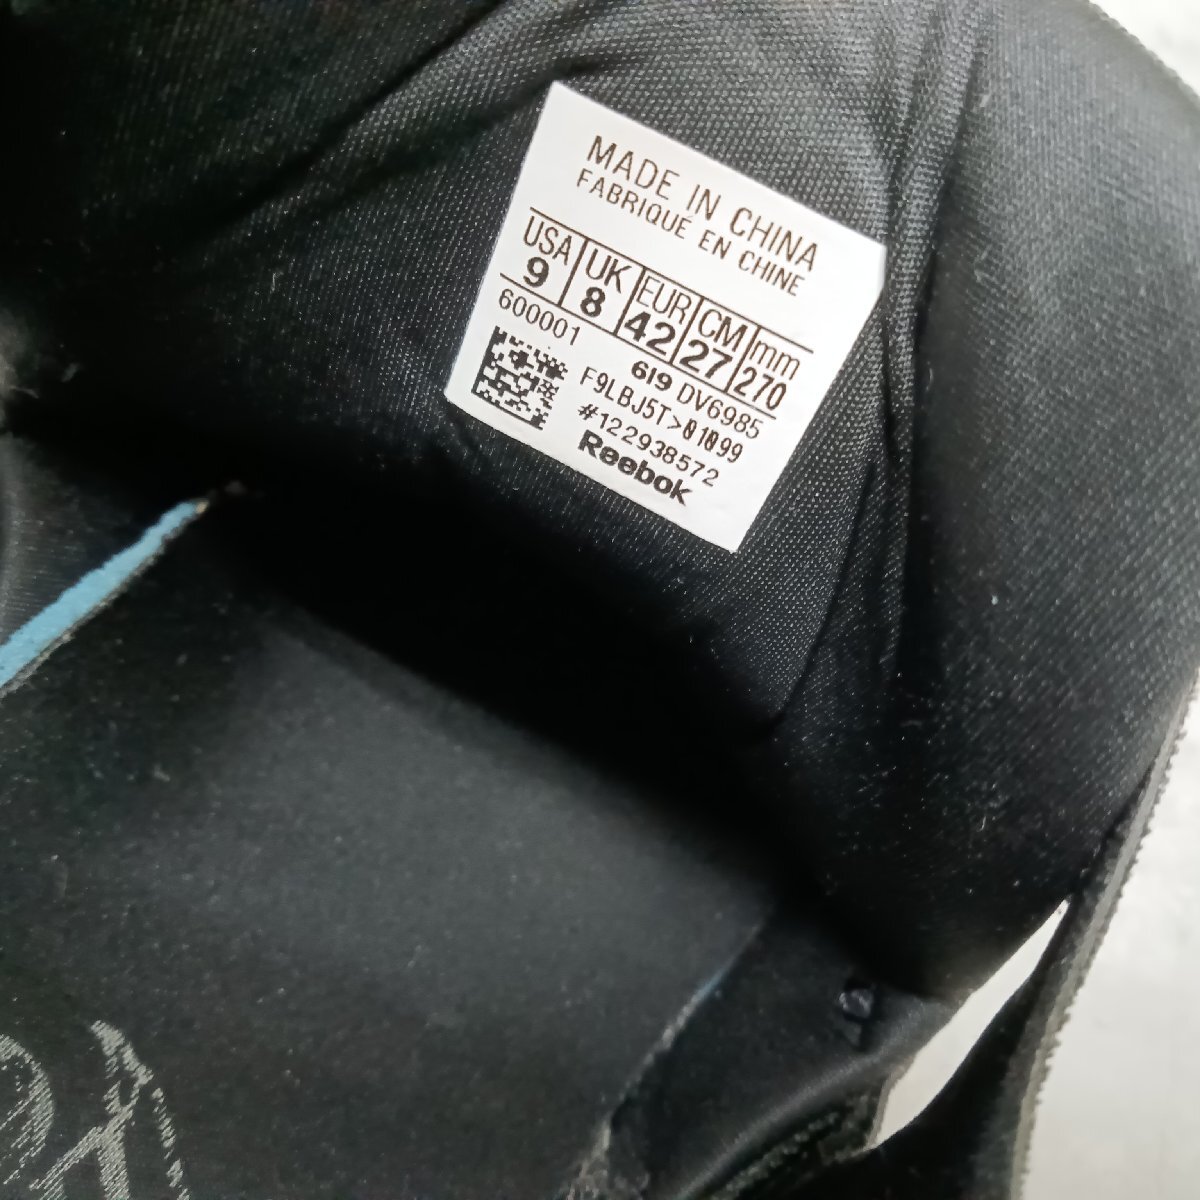 MADE IN CHINA
FABRIQUÉ EN CHINE
USA UK EUR CM mm
9 8 42 27 270
600001 619 DV6985
F9LBJ5T>01099
#122938572
Reebok